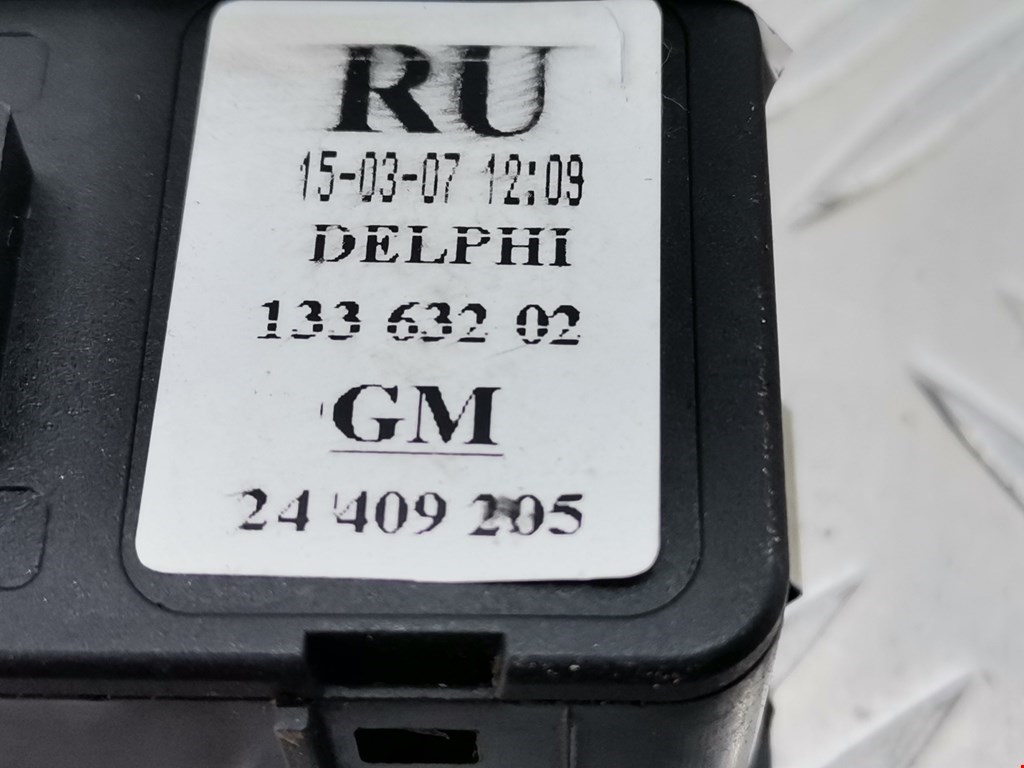 RU
15-03-07 12:09
DELPHI
133 632 02
GM
24 409 205